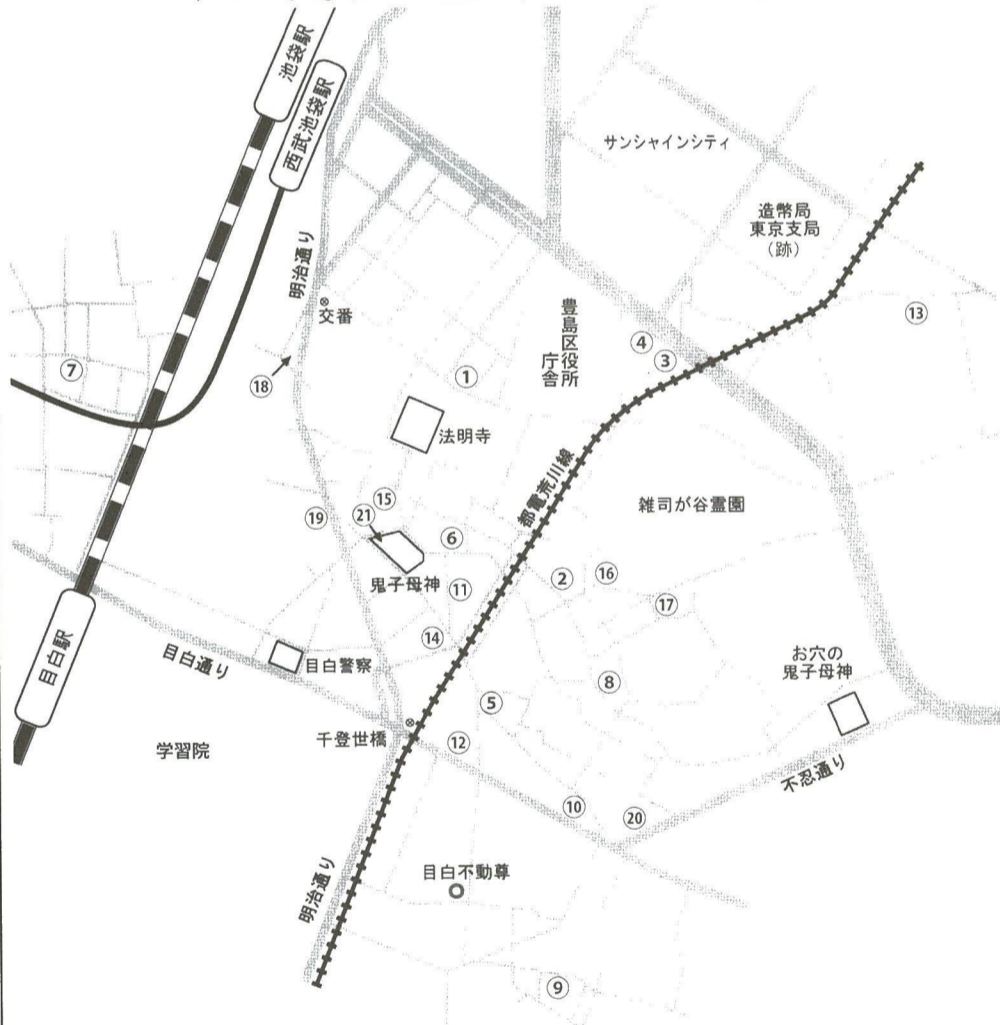 池袋駅
西武池袋駅
サンシャインシティ
造幣局
東京支局
(跡)
明治通り
⊗
交番
豊島区役所
庁舎
⑬
④
③
⑦
⑱
①
法明寺
都電荒川線
雑司が谷霊園
⑮
㉑
⑲
⑥
鬼子母神
②
⑯
⑪
⑰
⑭
目白駅
目白通り
目白警察
お穴の
鬼子母神
⑧
⑤
⊗
千登世橋
⑫
学習院
不忍通り
⑩
⑳
目白不動尊
明治通り
⑨